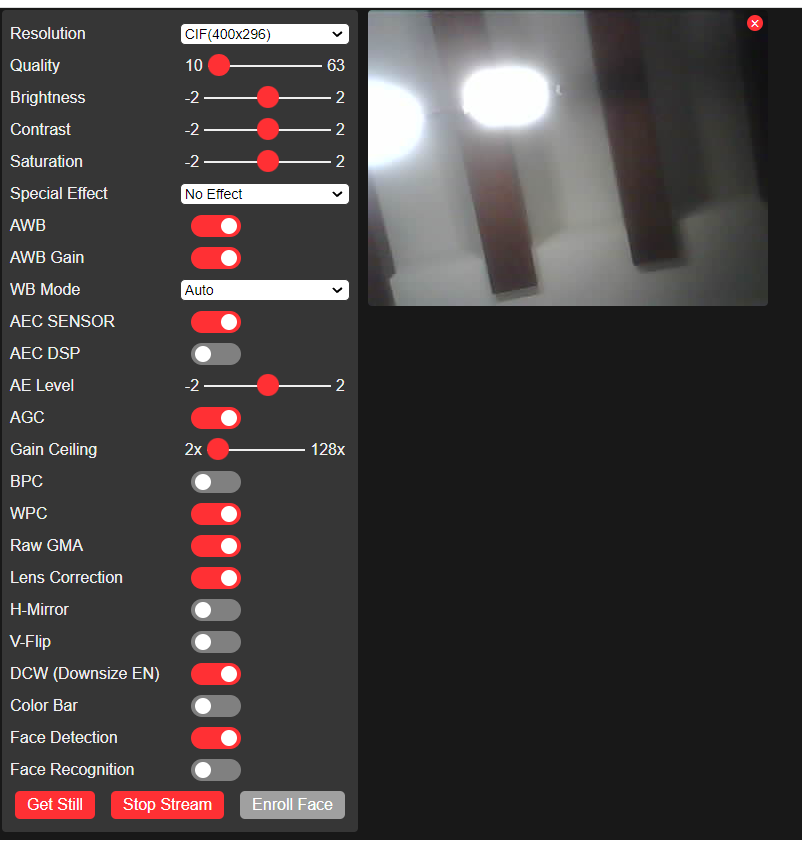 Resolution CIF(400x296)
Quality 10 63
Brightness -2 2
Contrast -2 2
Saturation -2 2
Special Effect No Effect
AWB
AWB Gain
WB Mode Auto
AEC SENSOR
AEC DSP
AE Level -2 2
AGC
Gain Ceiling 2x 128x
BPC
WPC
Raw GMA
Lens Correction
H-Mirror
V-Flip
DCW (Downsize EN)
Color Bar
Face Detection
Face Recognition
Get Still Stop Stream Enroll Face